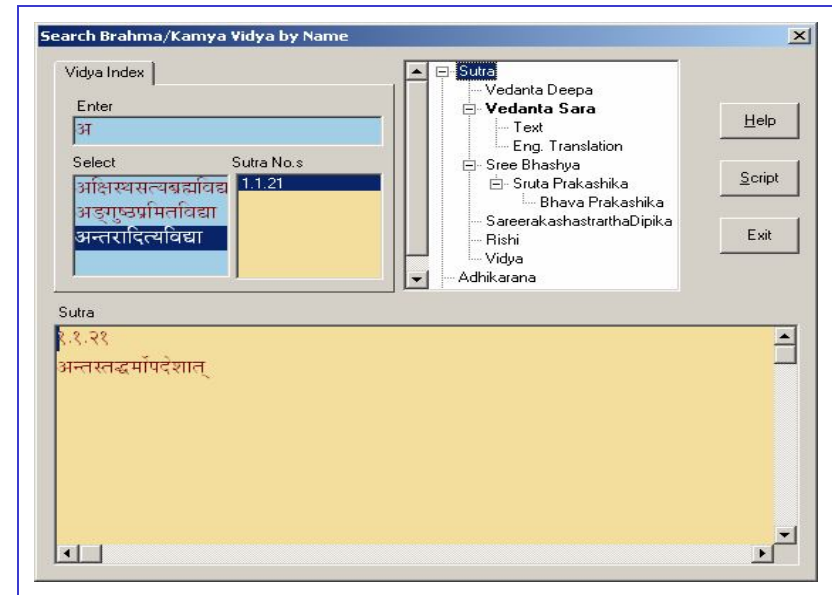 Search Brahma/Kamya Vidya by Name
Vidya Index
Enter
अ
Select
अक्षिस्थसत्यब्रह्मविद्य
अङ्गुष्ठप्रमितविद्या
अन्तरादित्यविद्या
Sutra No.s
1.1.21
Sutra
Vedanta Deepa
Vedanta Sara
Text
Eng. Translation
Sree Bhashya
Sruta Prakashika
Bhava Prakashika
SareerakashastrarthaDipika
Rishi
Vidya
Adhikarana
Help
Script
Exit
Sutra
१.१.२१
अन्तस्तद्धर्मोपदेशात्